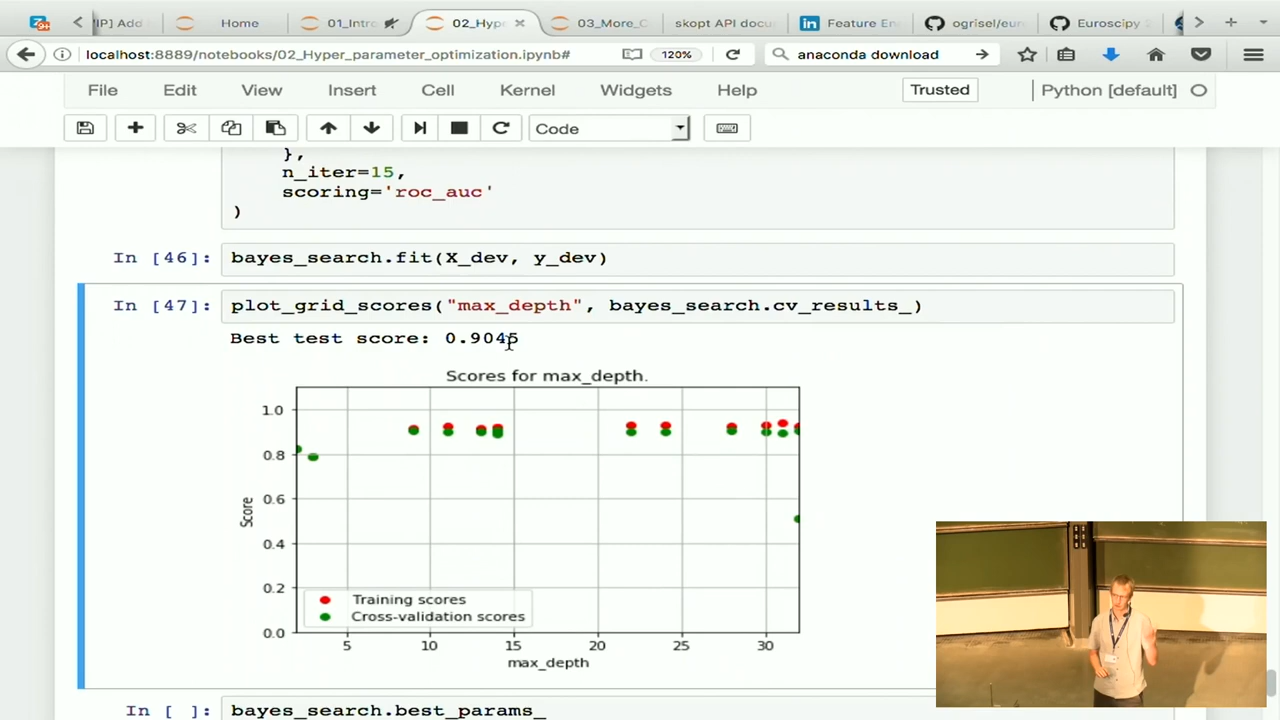 IP] Add
Home
01_Intro
02_Hype
03_More_C
skopt API docu
Feature En
ogrisel/eur
Euroscipy
localhost:8889/notebooks/02_Hyper_parameter_optimization.ipynb#
120%
anaconda download
File Edit View Insert Cell Kernel Widgets Help
Trusted
Python [default]
Code
},
n_iter=15,
scoring='roc_auc'
)
In [46]: bayes_search.fit(X_dev, y_dev)
In [47]: plot_grid_scores("max_depth", bayes_search.cv_results_)
Best test score: 0.9045
Scores for max_depth.
1.0
0.8
0.6
0.4
0.2
0.0
Score
Training scores
Cross-validation scores
5 10 15 20 25 30
max_depth
In [ ]: bayes_search.best_params_